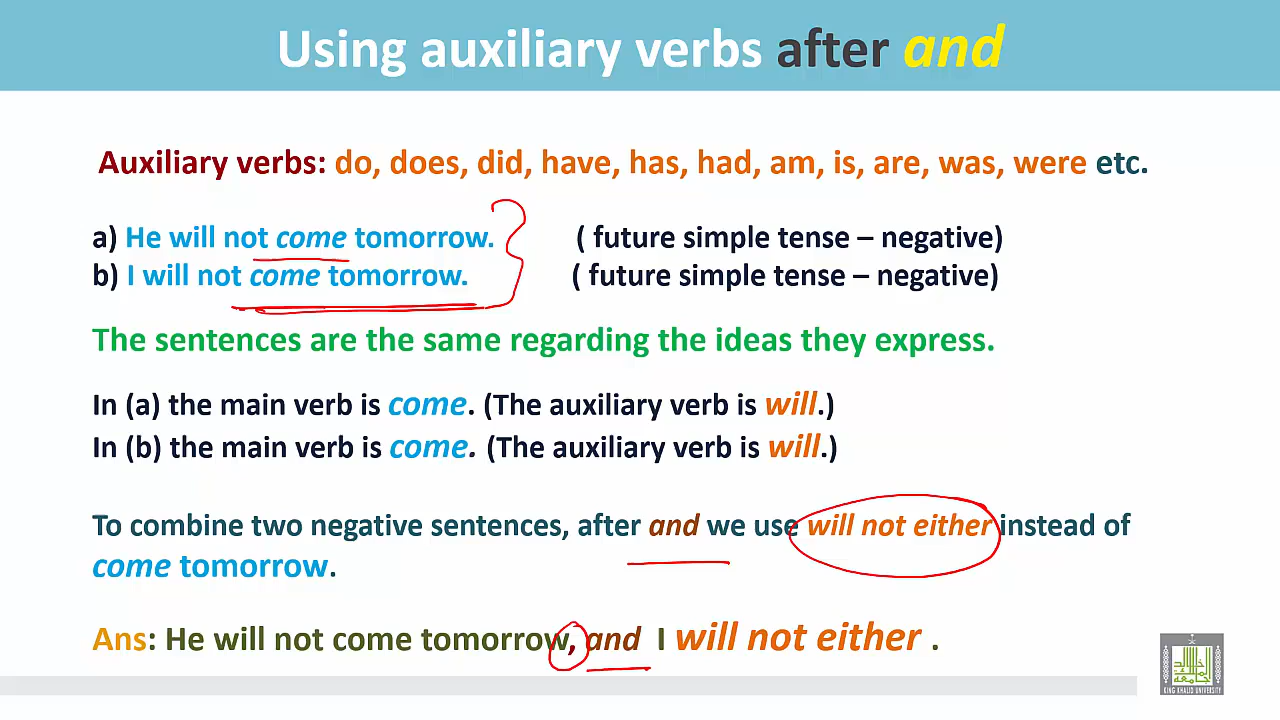 Using auxiliary verbs after and
Auxiliary verbs: do, does, did, have, has, had, am, is, are, was, were etc.
a) He will not come tomorrow. ( future simple tense – negative)
b) I will not come tomorrow. ( future simple tense – negative)
The sentences are the same regarding the ideas they express.
In (a) the main verb is come. (The auxiliary verb is will.)
In (b) the main verb is come. (The auxiliary verb is will.)
To combine two negative sentences, after and we use will not either instead of
come tomorrow.
Ans: He will not come tomorrow, and I will not either .
KING KHALID UNIVERSITY